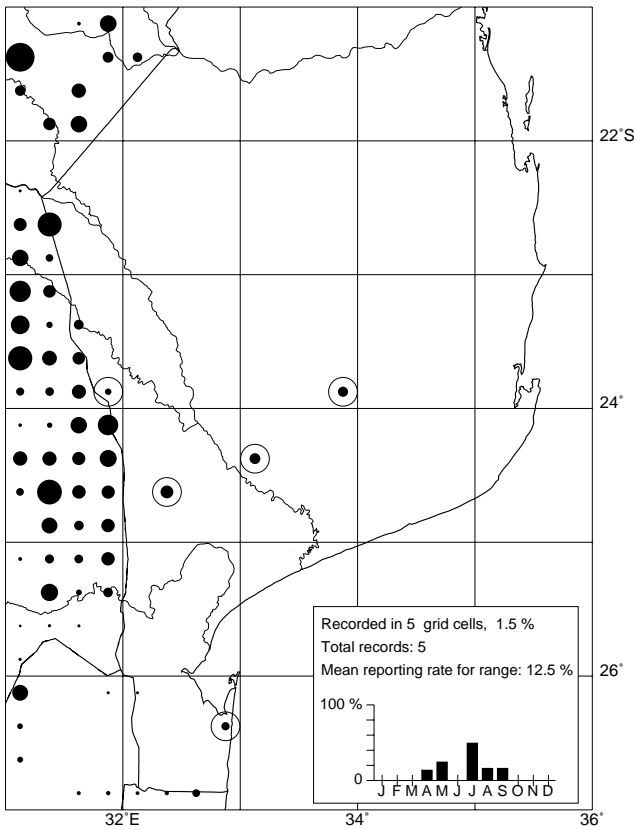 22°S
24°
Recorded in 5 grid cells, 1.5 %
Total records: 5
Mean reporting rate for range: 12.5 %
26°
100 %
0
J F M A M J J A S O N D
32°E
34°
36°